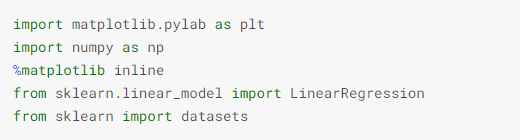 import matplotlib.pylab as plt
import numpy as np
%matplotlib inline
from sklearn.linear_model import LinearRegression
from sklearn import datasets